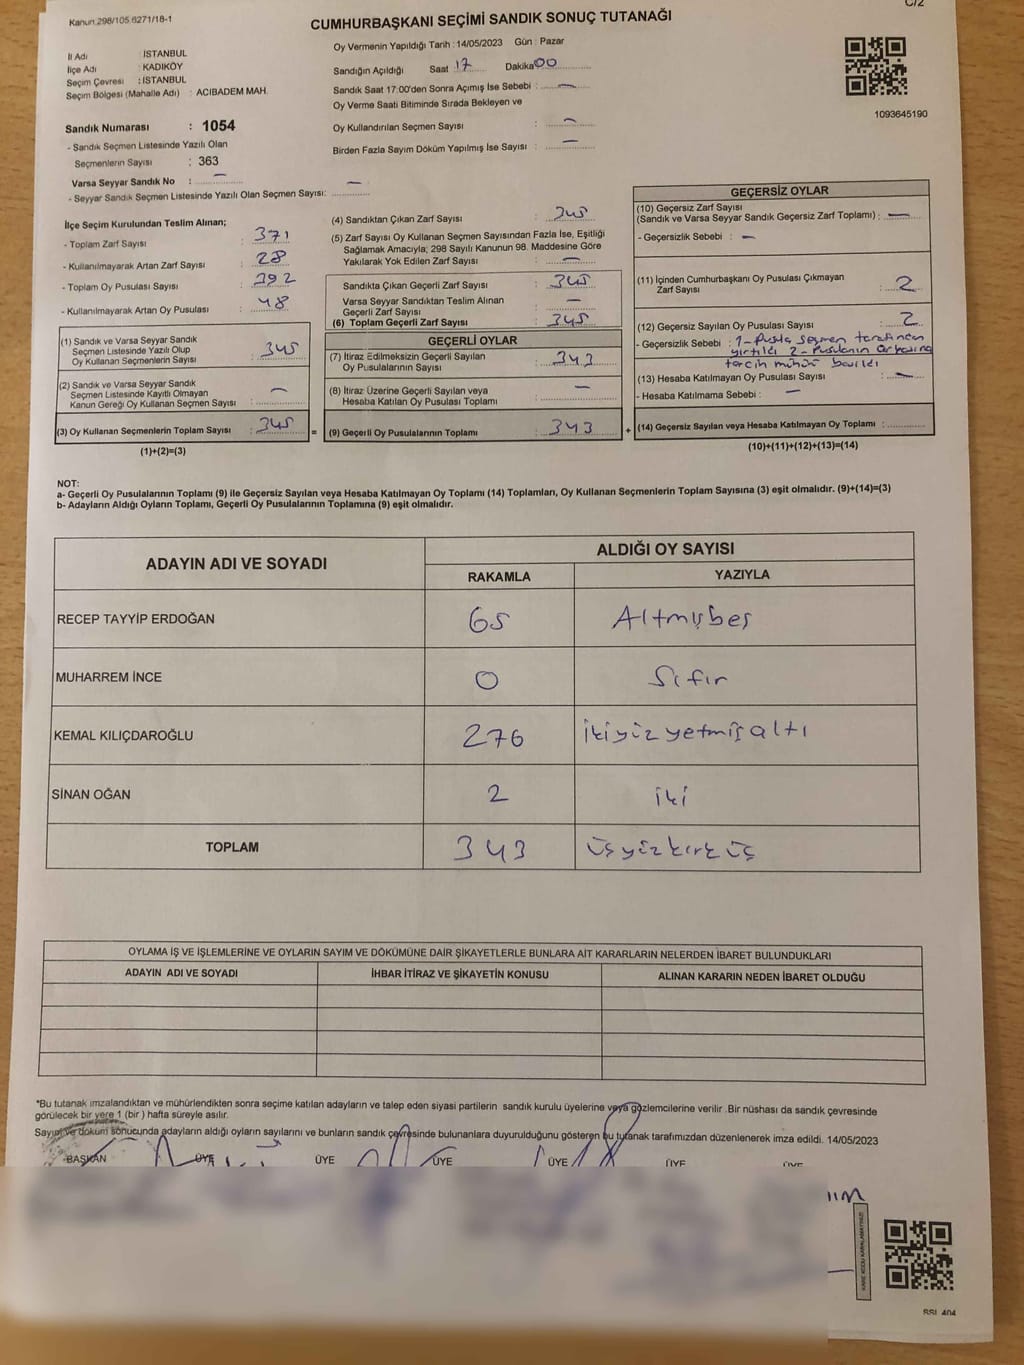 C/2
Kanun 298/105 6271/18-1
CUMHURBAŞKANI SEÇİMİ SANDIK SONUÇ TUTANAĞI
İl Adı : İSTANBUL
İlçe Adı : KADIKÖY
Seçim Çevresi : İSTANBUL
Seçim Bölgesi (Mahalle Adı) : ACIBADEM MAH.
Sandık Numarası : 1054
- Sandık Seçmen Listesinde Yazılı Olan
Seçmenlerin Sayısı : 363
Varsa Seyyar Sandık No : —
- Seyyar Sandık Seçmen Listesinde Yazılı Olan Seçmen Sayısı: —
Oy Vermenin Yapıldığı Tarih : 14/05/2023 Gün : Pazar
Sandığın Açıldığı Saat 17 Dakika 00
Sandık Saat 17:00'den Sonra Açımış İse Sebebi : —
Oy Verme Saati Bitiminde Sırada Bekleyen ve
Oy Kullandırılan Seçmen Sayısı : —
Birden Fazla Sayım Döküm Yapılmış İse Sayısı : —
1093645190
İlçe Seçim Kurulundan Teslim Alınan;
- Toplam Zarf Sayısı : 371
- Kullanılmayarak Artan Zarf Sayısı : 28
- Toplam Oy Pusulası Sayısı : 392
- Kullanılmayarak Artan Oy Pusulası : 48
(1) Sandık ve Varsa Seyyar Sandık
Seçmen Listesinde Yazılı Olup
Oy Kullanan Seçmenlerin Sayısı : 345
(2) Sandık ve Varsa Seyyar Sandık
Seçmen Listesinde Kayıtlı Olmayan
Kanun Gereği Oy Kullanan Seçmen Sayısı : —
(3) Oy Kullanan Seçmenlerin Toplam Sayısı : 345
(1)+(2)=(3)
=
(4) Sandıktan Çıkan Zarf Sayısı : 345
(5) Zarf Sayısı Oy Kullanan Seçmen Sayısından Fazla İse, Eşitliği
Sağlamak Amacıyla; 298 Sayılı Kanunun 98. Maddesine Göre
Yakılarak Yok Edilen Zarf Sayısı : —
Sandıkta Çıkan Geçerli Zarf Sayısı : 345
Varsa Seyyar Sandıktan Teslim Alınan
Geçerli Zarf Sayısı : —
(6) Toplam Geçerli Zarf Sayısı : 345
GEÇERLİ OYLAR
(7) İtiraz Edilmeksizin Geçerli Sayılan
Oy Pusulalarının Sayısı : 343
(8) İtiraz Üzerine Geçerli Sayılan veya
Hesaba Katılan Oy Pusulası Toplamı : —
(9) Geçerli Oy Pusulalarının Toplamı : 343
+
GEÇERSİZ OYLAR
(10) Geçersiz Zarf Sayısı
(Sandık ve Varsa Seyyar Sandık Geçersiz Zarf Toplamı) : —
- Geçersizlik Sebebi : —
(11) İçinden Cumhurbaşkanı Oy Pusulası Çıkmayan
Zarf Sayısı : 2
(12) Geçersiz Sayılan Oy Pusulası Sayısı : 2
- Geçersizlik Sebebi : 1- Pusla seçmen tarafından
yırtıldı 2- Pusulanın arkasına
tercih mühürü basıldı
(13) Hesaba Katılmayan Oy Pusulası Sayısı : —
- Hesaba Katılmama Sebebi : —
(14) Geçersiz Sayılan veya Hesaba Katılmayan Oy Toplamı :
(10)+(11)+(12)+(13)=(14)
NOT:
a- Geçerli Oy Pusulalarının Toplamı (9) ile Geçersiz Sayılan veya Hesaba Katılmayan Oy Toplamı (14) Toplamları, Oy Kullanan Seçmenlerin Toplam Sayısına (3) eşit olmalıdır. (9)+(14)=(3)
b- Adayların Aldığı Oyların Toplamı, Geçerli Oy Pusulalarının Toplamına (9) eşit olmalıdır.
ADAYIN ADI VE SOYADI
ALDIĞI OY SAYISI
RAKAMLA YAZIYLA
RECEP TAYYİP ERDOĞAN 65 Altmışbeş
MUHARREM İNCE 0 Sıfır
KEMAL KILIÇDAROĞLU 276 ikiyüz yetmiş altı
SİNAN OĞAN 2 iki
TOPLAM 343 üçyüzkırküç
OYLAMA İŞ VE İŞLEMLERİNE VE OYLARIN SAYIM VE DÖKÜMÜNE DAİR ŞİKAYETLERLE BUNLARA AİT KARARLARIN NELERDEN İBARET BULUNDUKLARI
ADAYIN ADI VE SOYADI İHBAR İTİRAZ VE ŞİKAYETİN KONUSU ALINAN KARARIN NEDEN İBARET OLDUĞU
*Bu tutanak imzalandıktan ve mühürlendikten sonra seçime katılan adayların ve talep eden siyasi partilerin sandık kurulu üyelerine veya gözlemcilerine verilir. Bir nüshası da sandık çevresinde
görülecek bir yere 1 (bir) hafta süreyle asılır.
Sayım ve döküm sonucunda adayların aldığı oyların sayılarını ve bunların sandık çevresinde bulunanlara duyurulduğunu gösteren bu tutanak tarafımızdan düzenlenerek imza edildi. 14/05/2023
BAŞKAN ÜYE ÜYE ÜYE ÜYE ÜYE ÜYE
KARE KODU KARALAMAYINIZ!